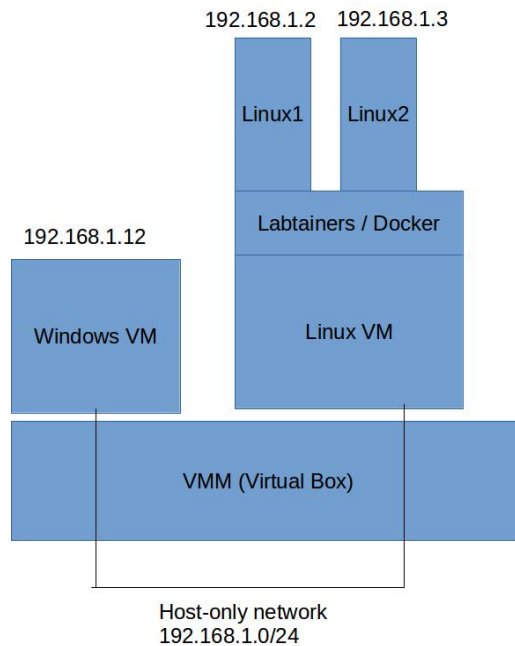 192.168.1.2
192.168.1.3
Linux1
Linux2
Labtainers / Docker
192.168.1.12
Windows VM
Linux VM
VMM (Virtual Box)
Host-only network
192.168.1.0/24